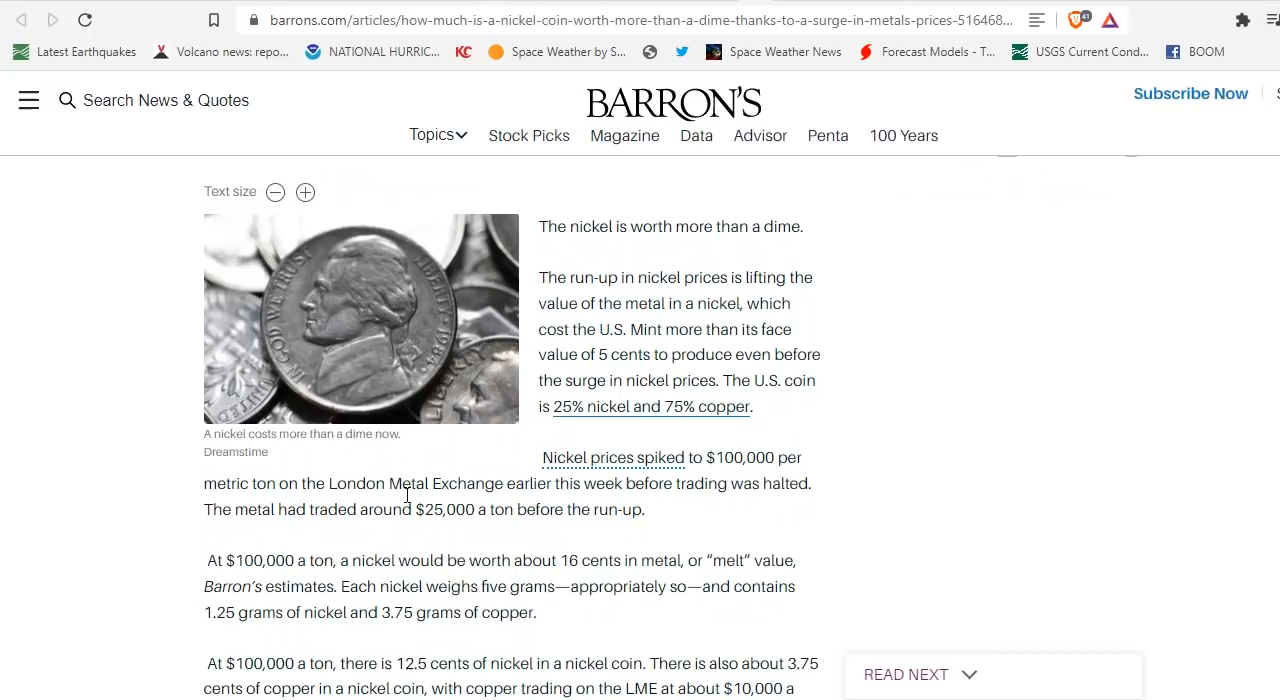 barrons.com/articles/how-much-is-a-nickel-coin-worth-more-than-a-dime-thanks-to-a-surge-in-metals-prices-516468...
41
Latest Earthquakes
Volcano news: repo...
NATIONAL HURRIC...
KC
Space Weather by S...
Space Weather News
Forecast Models - T...
USGS Current Cond...
BOOM
Search News & Quotes
BARRON'S
Subscribe Now
Topics
Stock Picks
Magazine
Data
Advisor
Penta
100 Years
Text size
IN GOD WE TRUST
LIBERTY 1984
A nickel costs more than a dime now.
Dreamstime
The nickel is worth more than a dime.
The run-up in nickel prices is lifting the
value of the metal in a nickel, which
cost the U.S. Mint more than its face
value of 5 cents to produce even before
the surge in nickel prices. The U.S. coin
is 25% nickel and 75% copper.
Nickel prices spiked to $100,000 per
metric ton on the London Metal Exchange earlier this week before trading was halted.
The metal had traded around $25,000 a ton before the run-up.
At $100,000 a ton, a nickel would be worth about 16 cents in metal, or “melt” value,
Barron’s estimates. Each nickel weighs five grams—appropriately so—and contains
1.25 grams of nickel and 3.75 grams of copper.
At $100,000 a ton, there is 12.5 cents of nickel in a nickel coin. There is also about 3.75
cents of copper in a nickel coin, with copper trading on the LME at about $10,000 a
READ NEXT